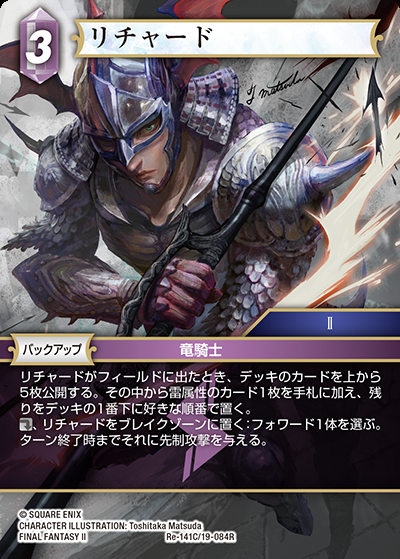 3
リチャード
T Matsuda
II
バックアップ
竜騎士
リチャードがフィールドに出たとき、デッキのカードを上から
5枚公開する。その中から雷属性のカード1枚を手札に加え、残
りをデッキの1番下に好きな順番で置く。
、リチャードをブレイクゾーンに置く:フォワード1体を選ぶ。
ターン終了時までそれに先制攻撃を与える。
© SQUARE ENIX
CHARACTER ILLUSTRATION: Toshitaka Matsuda
FINAL FANTASY II
Re-141C/19-084R